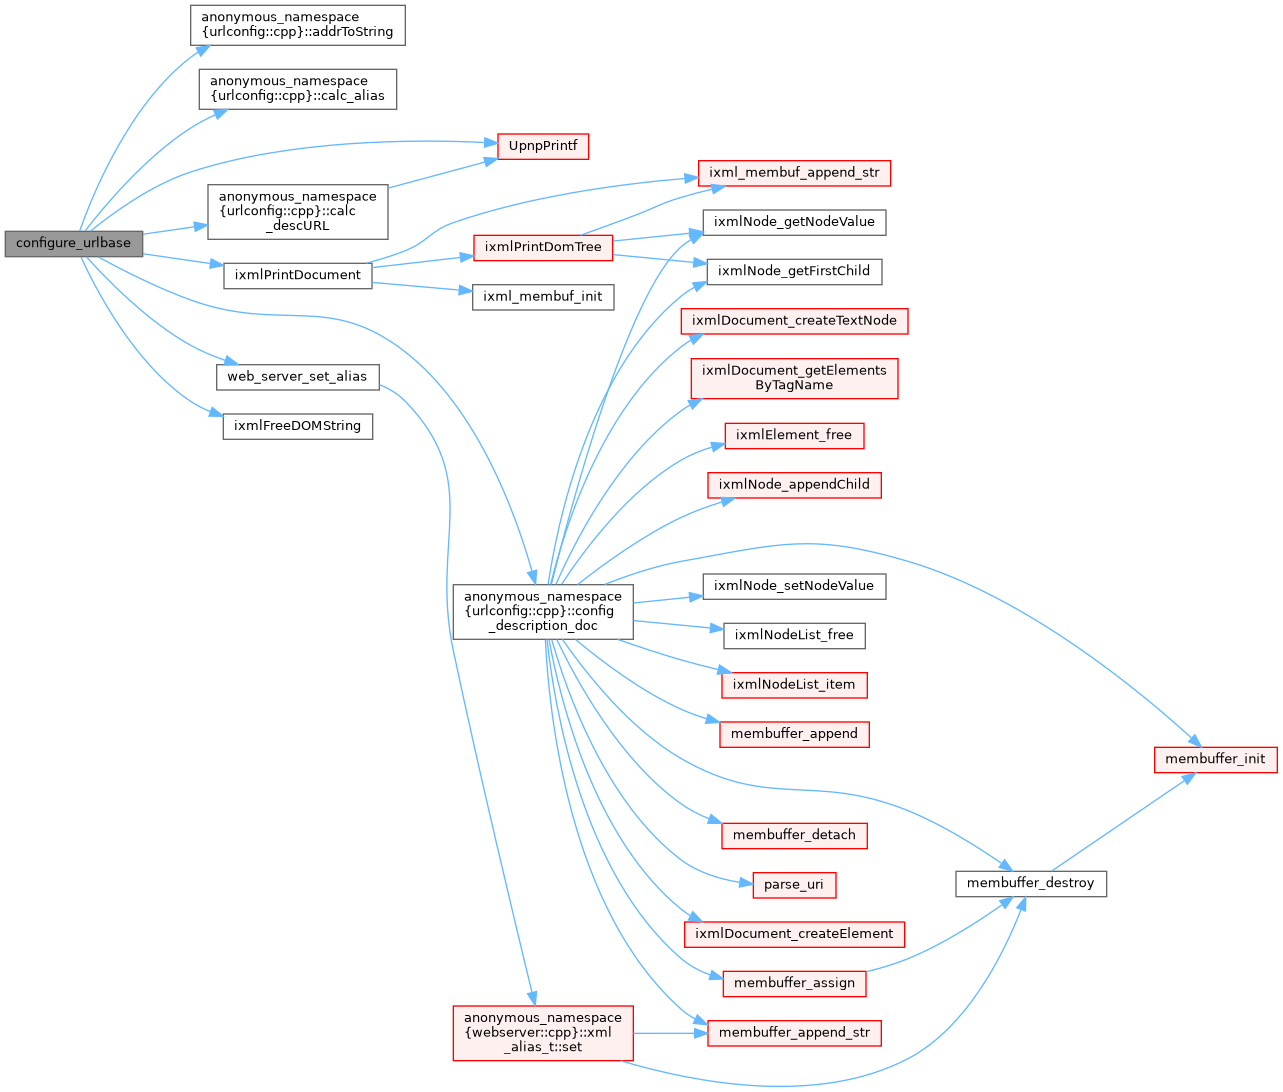 anonymous_namespace
{urlconfig::cpp}::addrToString
anonymous_namespace
{urlconfig::cpp}::calc_alias
UpnpPrintf
ixml_membuf_append_str
anonymous_namespace
{urlconfig::cpp}::calc
_descURL
ixmlNode_getNodeValue
configure_urlbase
ixmlPrintDomTree
ixmlPrintDocument
ixmlNode_getFirstChild
ixml_membuf_init
ixmlDocument_createTextNode
web_server_set_alias
ixmlDocument_getElements
ByTagName
ixmlFreeDOMString
ixmlElement_free
ixmlNode_appendChild
ixmlNode_setNodeValue
anonymous_namespace
{urlconfig::cpp}::config
_description_doc
ixmlNodeList_free
ixmlNodeList_item
membuffer_append
membuffer_init
membuffer_detach
parse_uri
membuffer_destroy
ixmlDocument_createElement
membuffer_assign
anonymous_namespace
{webserver::cpp}::xml
_alias_t::set
membuffer_append_str